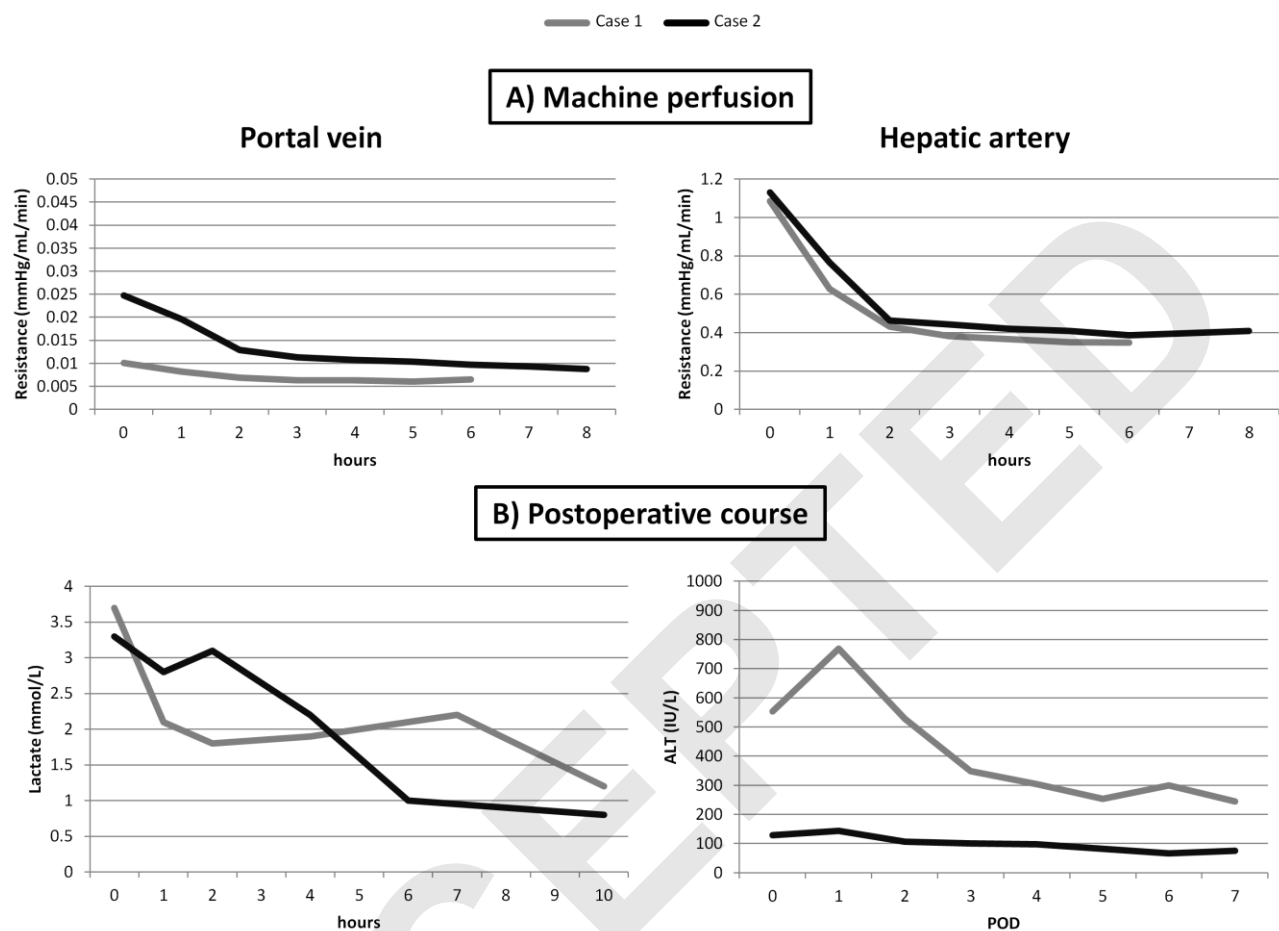 Case 1 Case 2
A) Machine perfusion
Portal vein
Resistance (mmHg/mL/min)
0.05
0.045
0.04
0.035
0.03
0.025
0.02
0.015
0.01
0.005
0
0 1 2 3 4 5 6 7 8
hours
Hepatic artery
Resistance (mmHg/mL/min)
1.2
1
0.8
0.6
0.4
0.2
0
0 1 2 3 4 5 6 7 8
hours
B) Postoperative course
Lactate (mmol/L)
4
3.5
3
2.5
2
1.5
1
0.5
0
0 1 2 3 4 5 6 7 8 9 10
hours
ALT (IU/L)
1000
900
800
700
600
500
400
300
200
100
0
0 1 2 3 4 5 6 7
POD
CEPTED